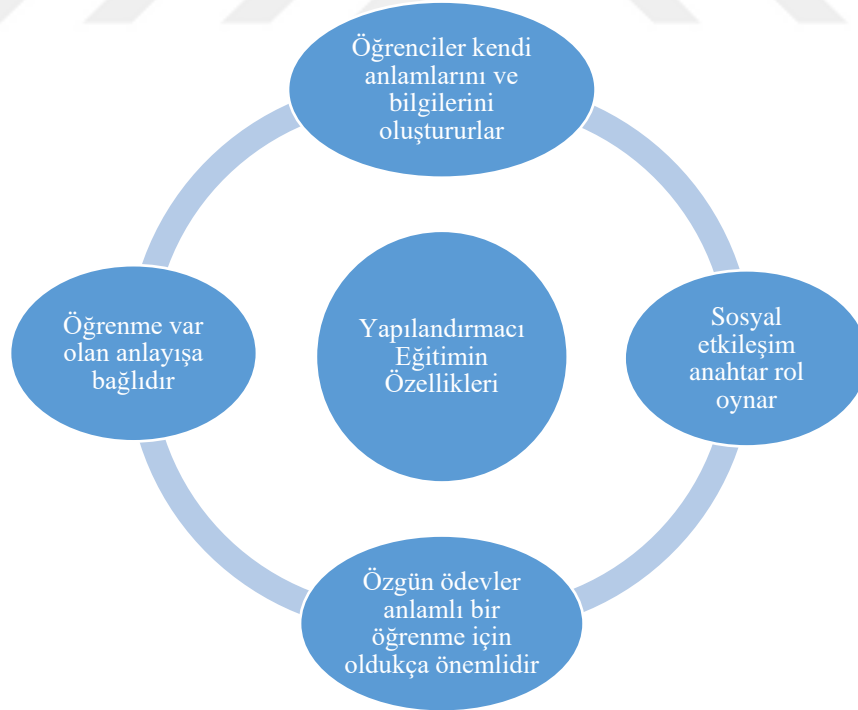 Öğrenciler kendi
anlamlarını ve
bilgilerini
oluştururlar
Öğrenme var
olan anlayışa
bağlıdır
Yapılandırmacı
Eğitimin
Özellikleri
Sosyal
etkileşim
anahtar rol
oynar
Özgün ödevler
anlamlı bir
öğrenme için
oldukça önemlidir